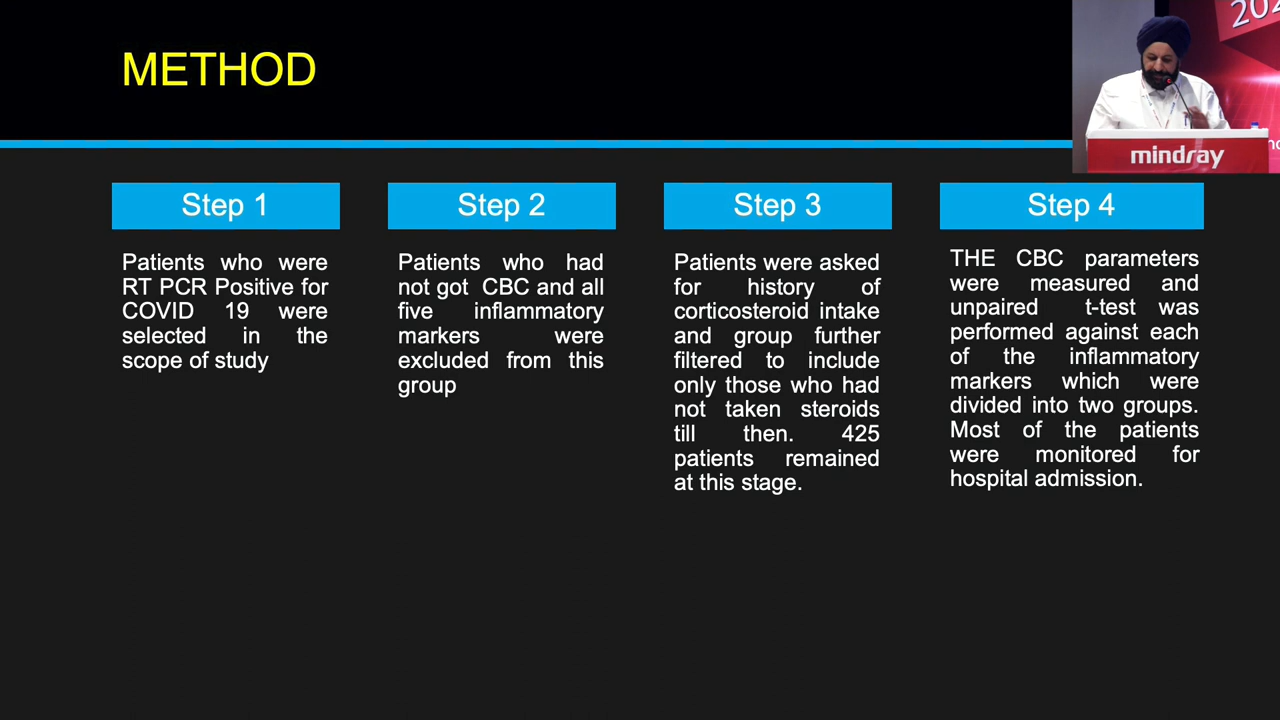 METHOD
202
mindray
Step 1
Patients who were
RT PCR Positive for
COVID 19 were
selected in the
scope of study
Step 2
Patients who had
not got CBC and all
five inflammatory
markers were
excluded from this
group
Step 3
Patients were asked
for history of
corticosteroid intake
and group further
filtered to include
only those who had
not taken steroids
till then. 425
patients remained
at this stage.
Step 4
THE CBC parameters
were measured and
unpaired t-test was
performed against each
of the inflammatory
markers which were
divided into two groups.
Most of the patients
were monitored for
hospital admission.